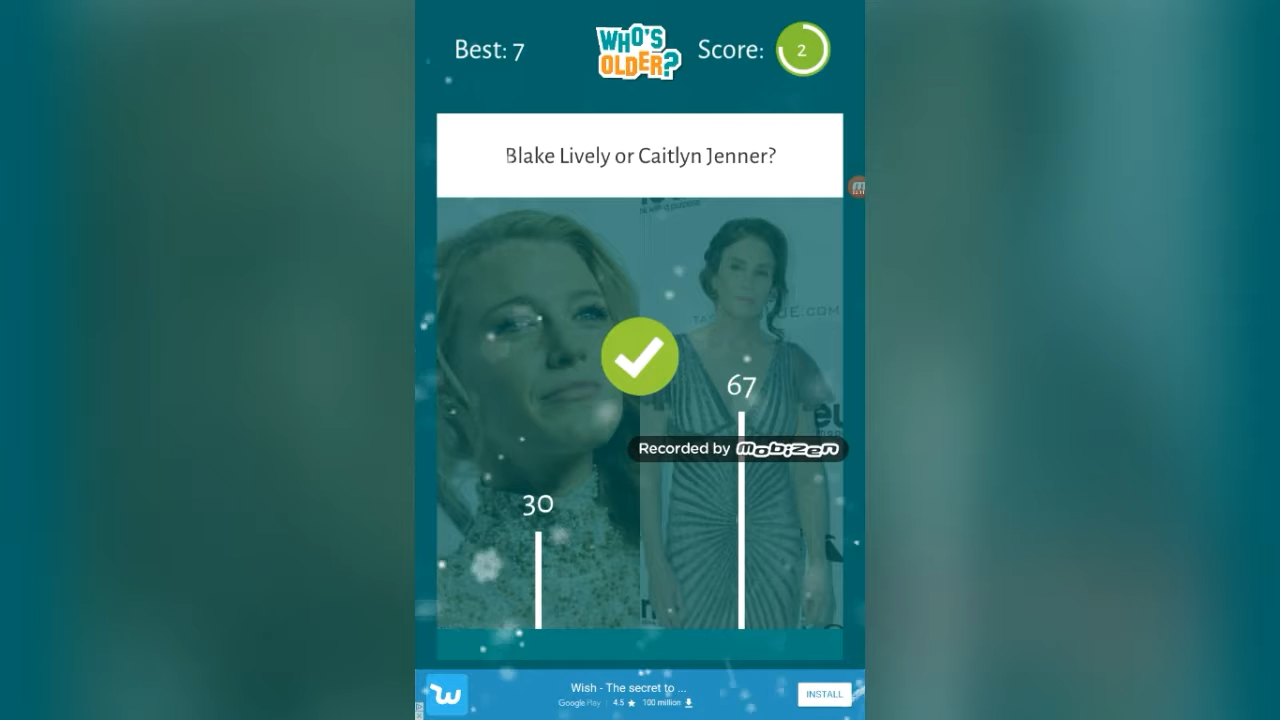 Best: 7
WHO'S
OLDER?
Score: 2
Blake Lively or Caitlyn Jenner?
67
Recorded by mobizen
30
Wish - The secret to ...
Google Play | 4.5 ★ 100 million
INSTALL